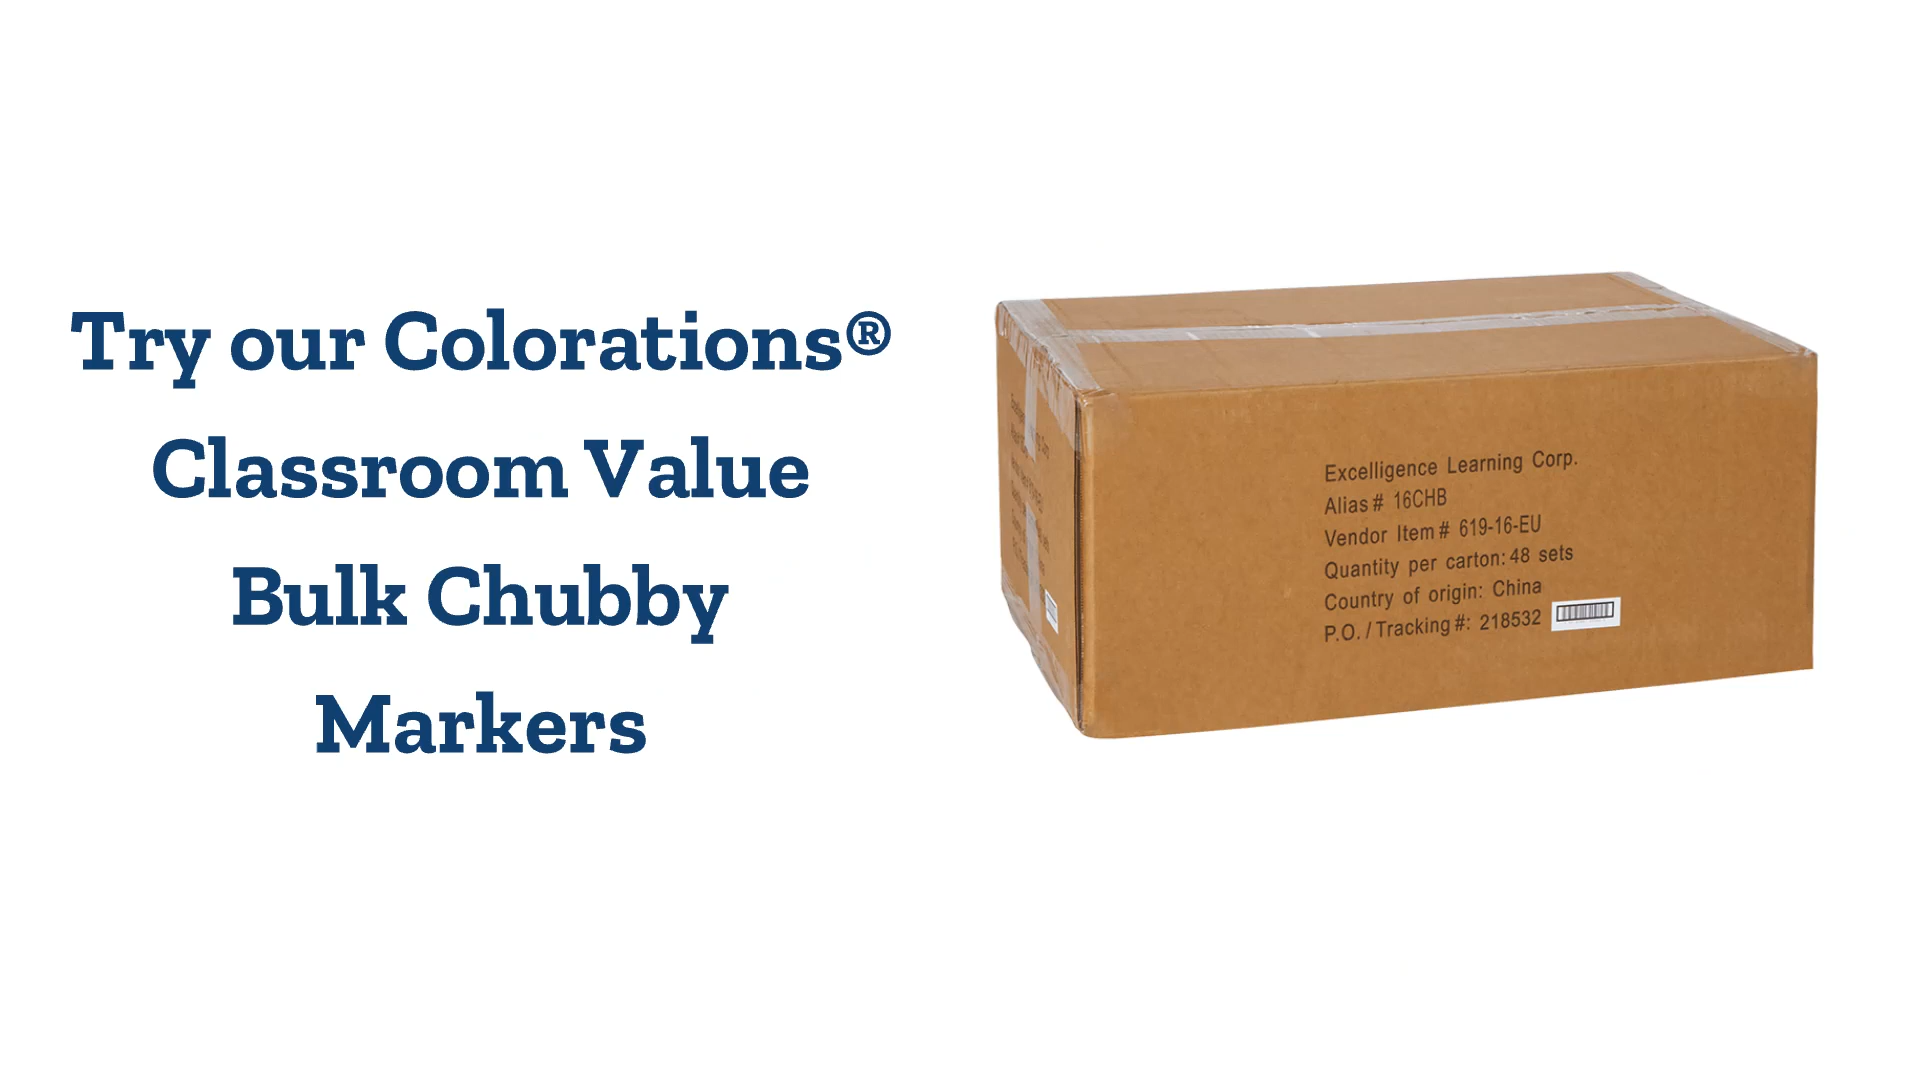 Try our Colorations®
Classroom Value
Bulk Chubby
Markers
Excelligence Learning Corp.
Alias # 16CHB
Vendor Item # 619-16-EU
Quantity per carton: 48 sets
Country of origin: China
P.O. / Tracking #: 218532